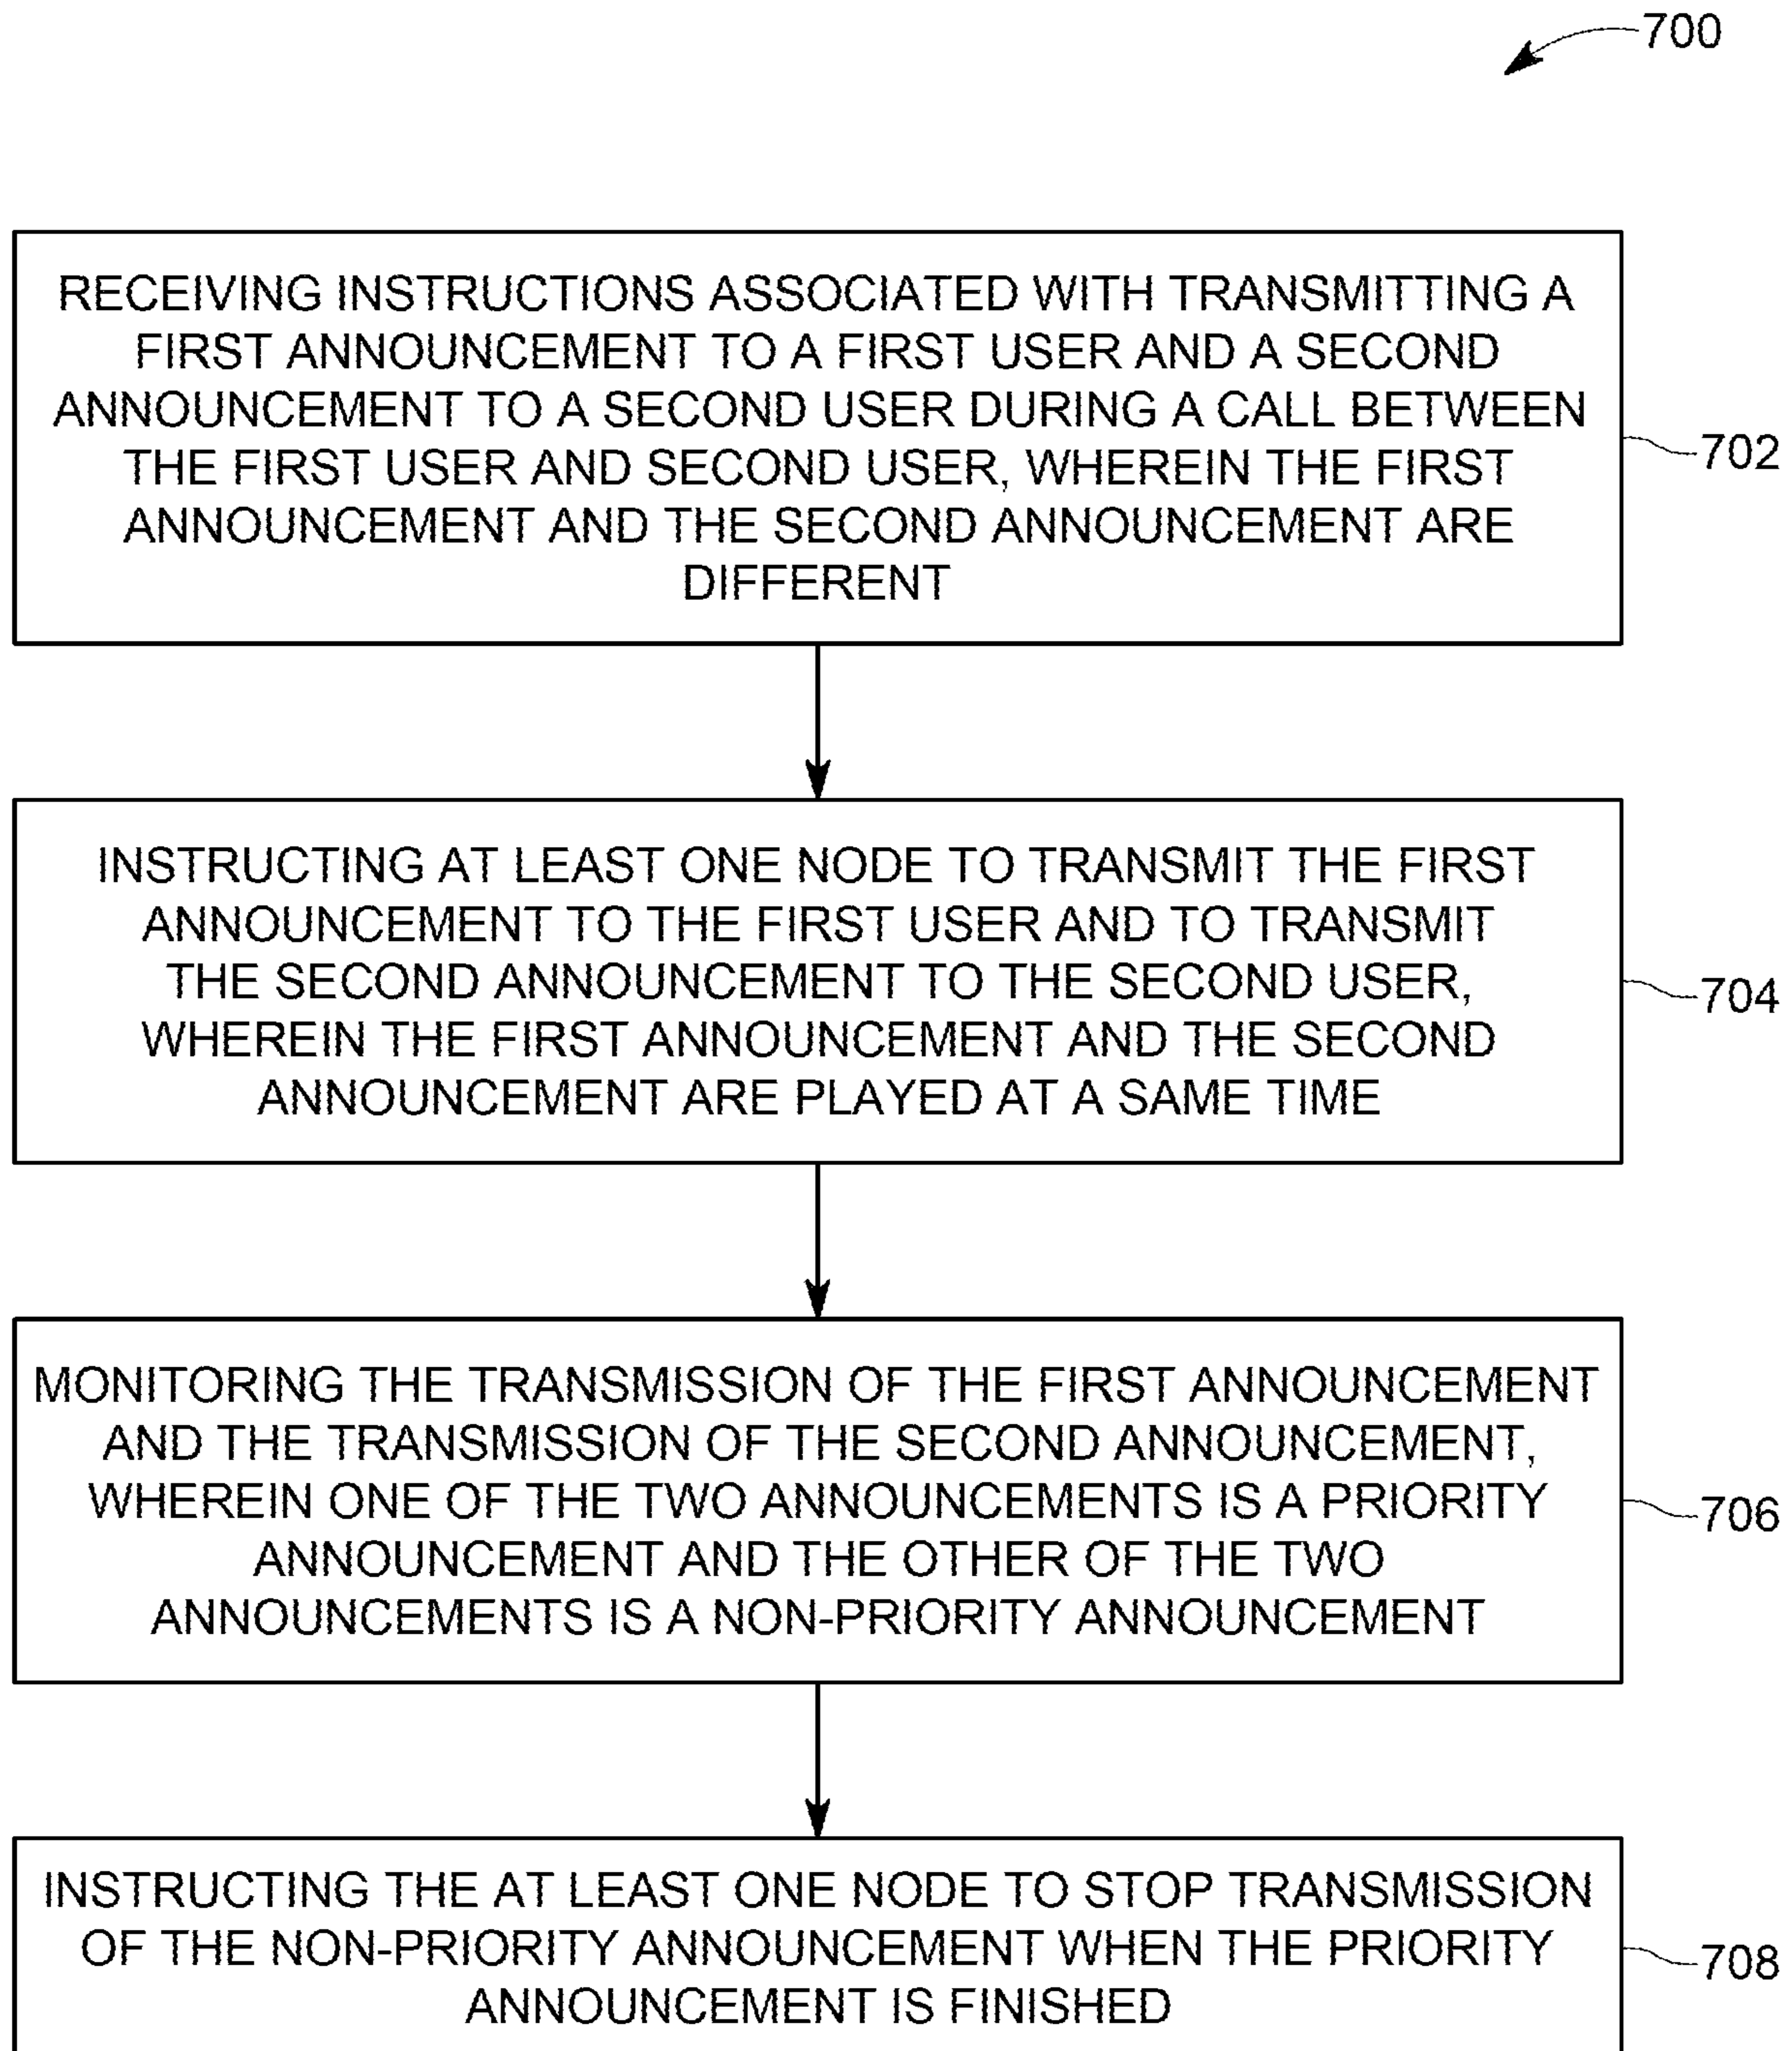 700
RECEIVING INSTRUCTIONS ASSOCIATED WITH TRANSMITTING A
FIRST ANNOUNCEMENT TO A FIRST USER AND A SECOND
ANNOUNCEMENT TO A SECOND USER DURING A CALL BETWEEN
THE FIRST USER AND SECOND USER, WHEREIN THE FIRST
ANNOUNCEMENT AND THE SECOND ANNOUNCEMENT ARE
DIFFERENT
702
INSTRUCTING AT LEAST ONE NODE TO TRANSMIT THE FIRST
ANNOUNCEMENT TO THE FIRST USER AND TO TRANSMIT
THE SECOND ANNOUNCEMENT TO THE SECOND USER,
WHEREIN THE FIRST ANNOUNCEMENT AND THE SECOND
ANNOUNCEMENT ARE PLAYED AT A SAME TIME
704
MONITORING THE TRANSMISSION OF THE FIRST ANNOUNCEMENT
AND THE TRANSMISSION OF THE SECOND ANNOUNCEMENT,
WHEREIN ONE OF THE TWO ANNOUNCEMENTS IS A PRIORITY
ANNOUNCEMENT AND THE OTHER OF THE TWO
ANNOUNCEMENTS IS A NON-PRIORITY ANNOUNCEMENT
706
INSTRUCTING THE AT LEAST ONE NODE TO STOP TRANSMISSION
OF THE NON-PRIORITY ANNOUNCEMENT WHEN THE PRIORITY
ANNOUNCEMENT IS FINISHED
708